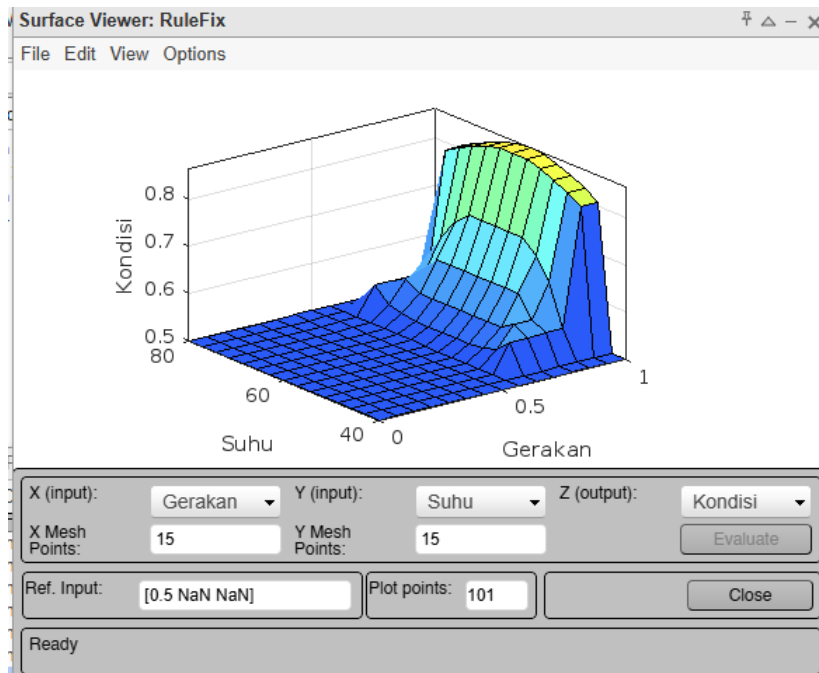 Surface Viewer: RuleFix
File Edit View Options
0.8
0.7
0.6
0.5
Kondisi
80
60
40
Suhu
0
0.5
1
Gerakan
X (input): Gerakan Y (input): Suhu Z (output): Kondisi
X Mesh Points: 15 Y Mesh Points: 15 Evaluate
Ref. Input: [0.5 NaN NaN] Plot points: 101 Close
Ready